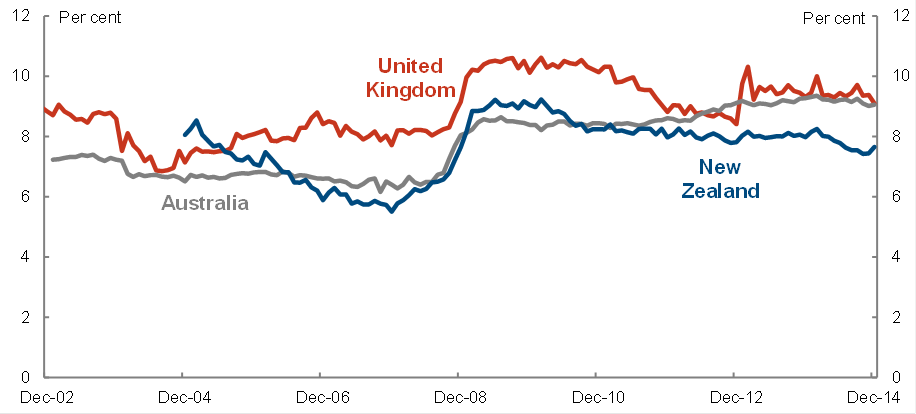 12 Per cent Per cent 12
10 10
United
Kingdom
8 8
New
Zealand
Australia
6 6
4 4
2 2
0 0
Dec-02 Dec-04 Dec-06 Dec-08 Dec-10 Dec-12 Dec-14